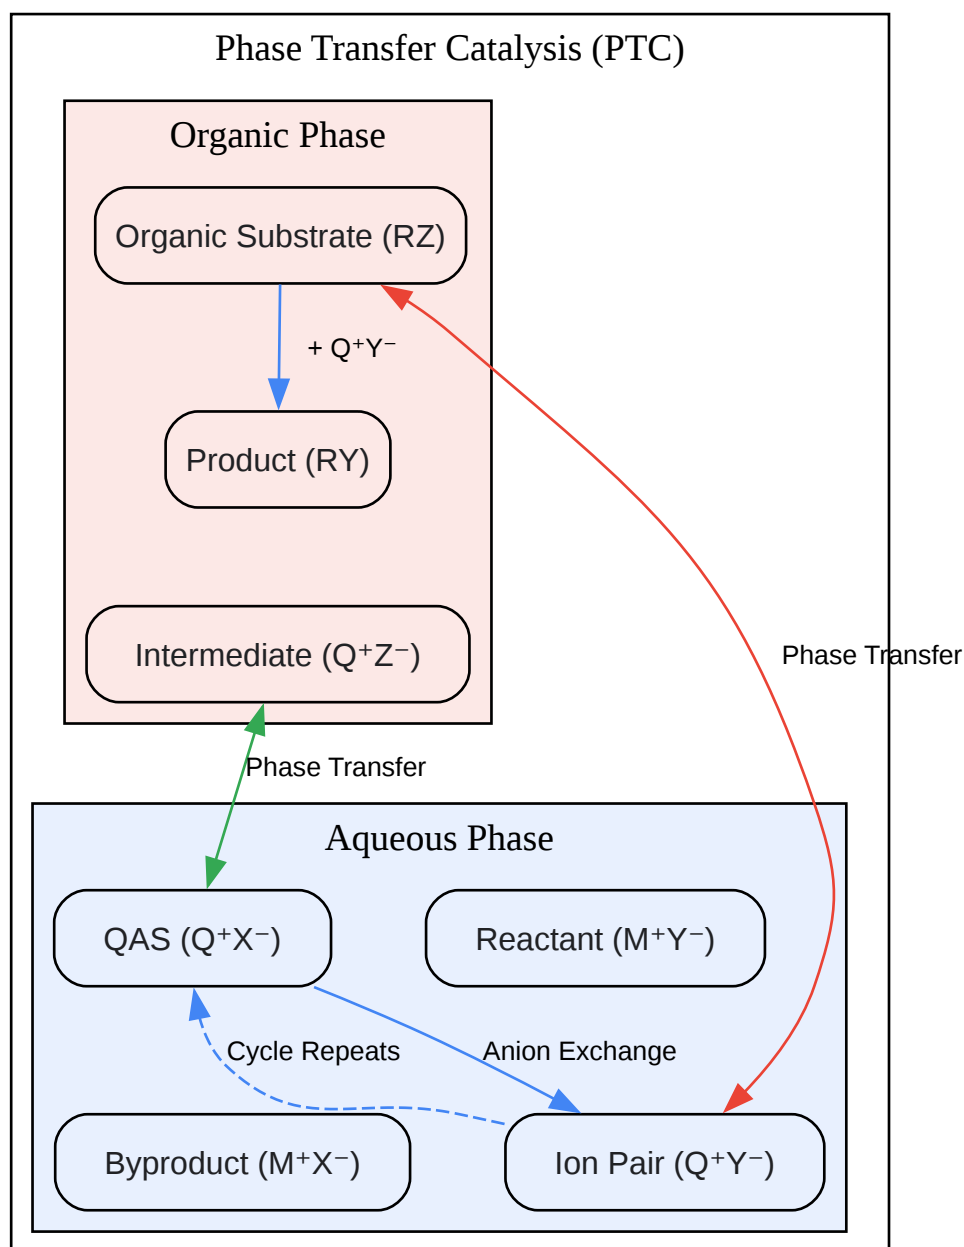 Phase Transfer Catalysis (PTC)
Organic Phase
Organic Substrate (RZ)
+ Q⁺Y⁻
Product (RY)
Intermediate (Q⁺Z⁻)
Phase Transfer
Phase Transfer
Aqueous Phase
QAS (Q⁺X⁻)
Reactant (M⁺Y⁻)
Cycle Repeats
Anion Exchange
Byproduct (M⁺X⁻)
Ion Pair (Q⁺Y⁻)